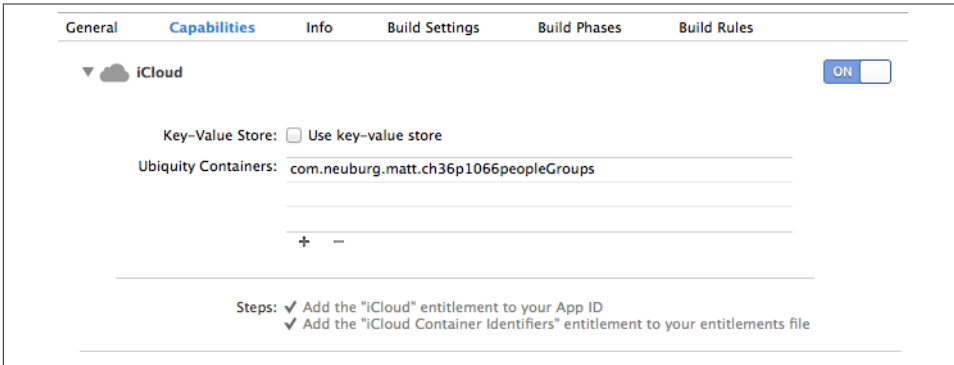 General Capabilities Info Build Settings Build Phases Build Rules
iCloud ON
Key-Value Store: Use key-value store
Ubiquity Containers: com.neuburg.matt.ch36p1066peopleGroups
+ −
Steps: ✓ Add the "iCloud" entitlement to your App ID
✓ Add the "iCloud Container Identifiers" entitlement to your entitlements file